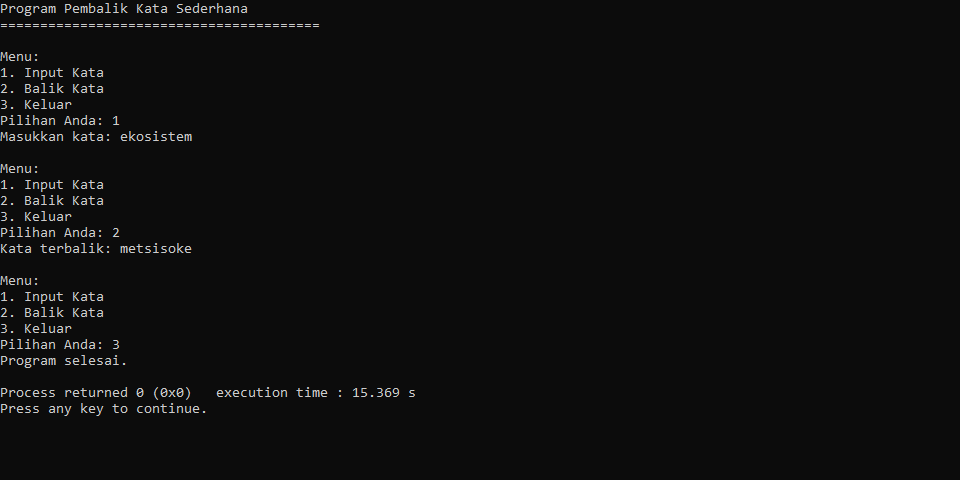 Program Pembalik Kata Sederhana
========================================
Menu:
1. Input Kata
2. Balik Kata
3. Keluar
Pilihan Anda: 1
Masukkan kata: ekosistem
Menu:
1. Input Kata
2. Balik Kata
3. Keluar
Pilihan Anda: 2
Kata terbalik: metsisoke
Menu:
1. Input Kata
2. Balik Kata
3. Keluar
Pilihan Anda: 3
Program selesai.
Process returned 0 (0x0)   execution time : 15.369 s
Press any key to continue.